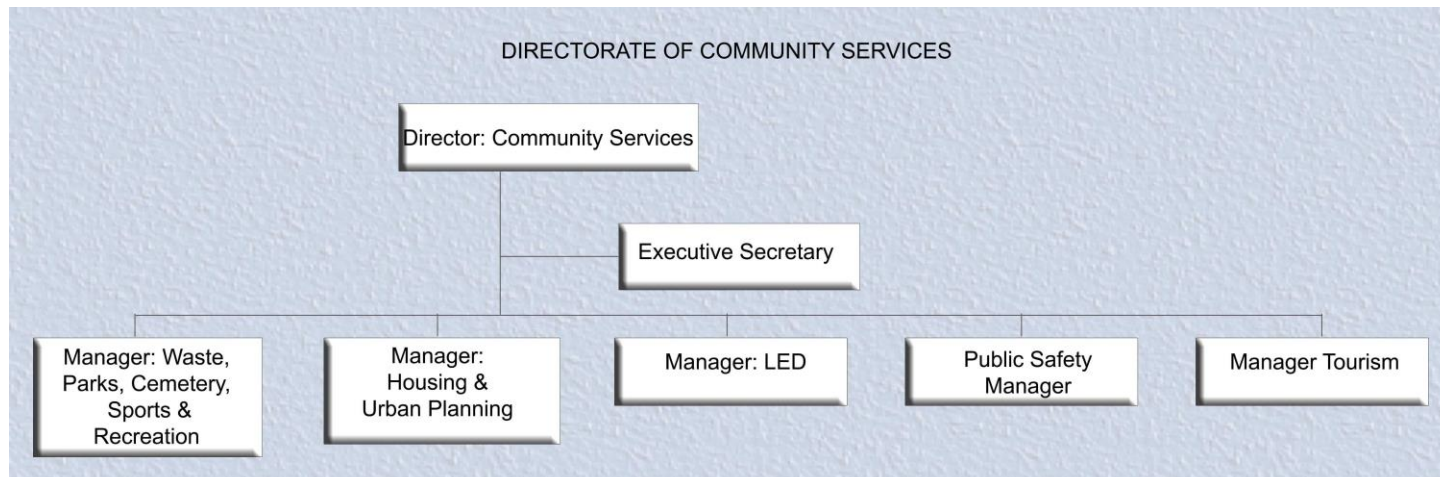 DIRECTORATE OF COMMUNITY SERVICES
Director: Community Services
Executive Secretary
Manager: Waste,
Parks, Cemetery,
Sports &
Recreation
Manager:
Housing &
Urban Planning
Manager: LED
Public Safety
Manager
Manager Tourism